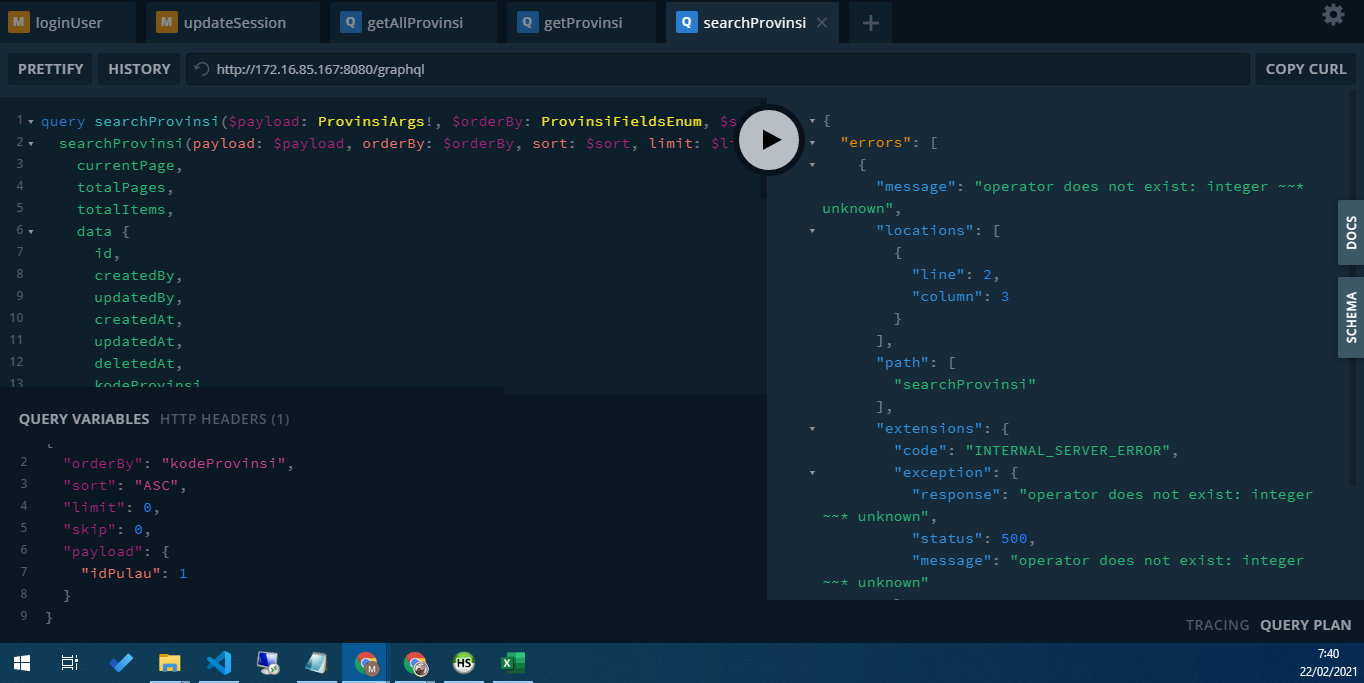 M loginUser
M updateSession
Q getAllProvinsi
Q getProvinsi
Q searchProvinsi
PRETTIFY
HISTORY
http://172.16.85.167:8080/graphql
COPY CURL
1 query searchProvinsi($payload: ProvinsiArgs!, $orderBy: ProvinsiFieldsEnum, $s
2 searchProvinsi(payload: $payload, orderBy: $orderBy, sort: $sort, limit: $li
3 currentPage,
4 totalPages,
5 totalItems,
6 data {
7 id,
8 createdBy,
9 updatedBy,
10 createdAt,
11 updatedAt,
12 deletedAt,
13 kodeProvinsi
QUERY VARIABLES
HTTP HEADERS (1)
2 "orderBy": "kodeProvinsi",
3 "sort": "ASC",
4 "limit": 0,
5 "skip": 0,
6 "payload": {
7 "idPulau": 1
8 }
9 }
{
"errors": [
{
"message": "operator does not exist: integer ~~*
unknown",
"locations": [
{
"line": 2,
"column": 3
}
],
"path": [
"searchProvinsi"
],
"extensions": {
"code": "INTERNAL_SERVER_ERROR",
"exception": {
"response": "operator does not exist: integer
~~* unknown",
"status": 500,
"message": "operator does not exist: integer
~~* unknown"
DOCS
SCHEMA
TRACING
QUERY PLAN
M
HS
X
7:40
22/02/2021